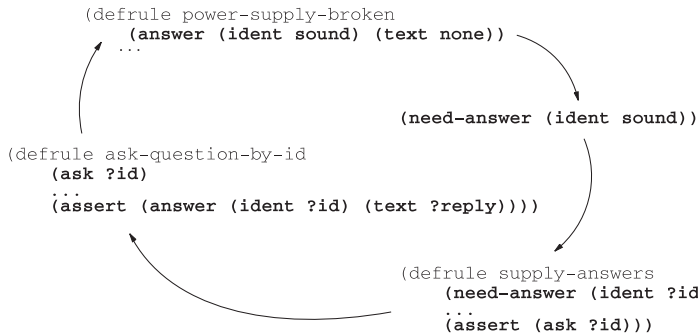 (defrule power-supply-broken
(answer (ident sound) (text none))
...
(need-answer (ident sound))
(defrule ask-question-by-id
(ask ?id)
...
(assert (answer (ident ?id) (text ?reply))))
(defrule supply-answers
(need-answer (ident ?id
...
(assert (ask ?id)))